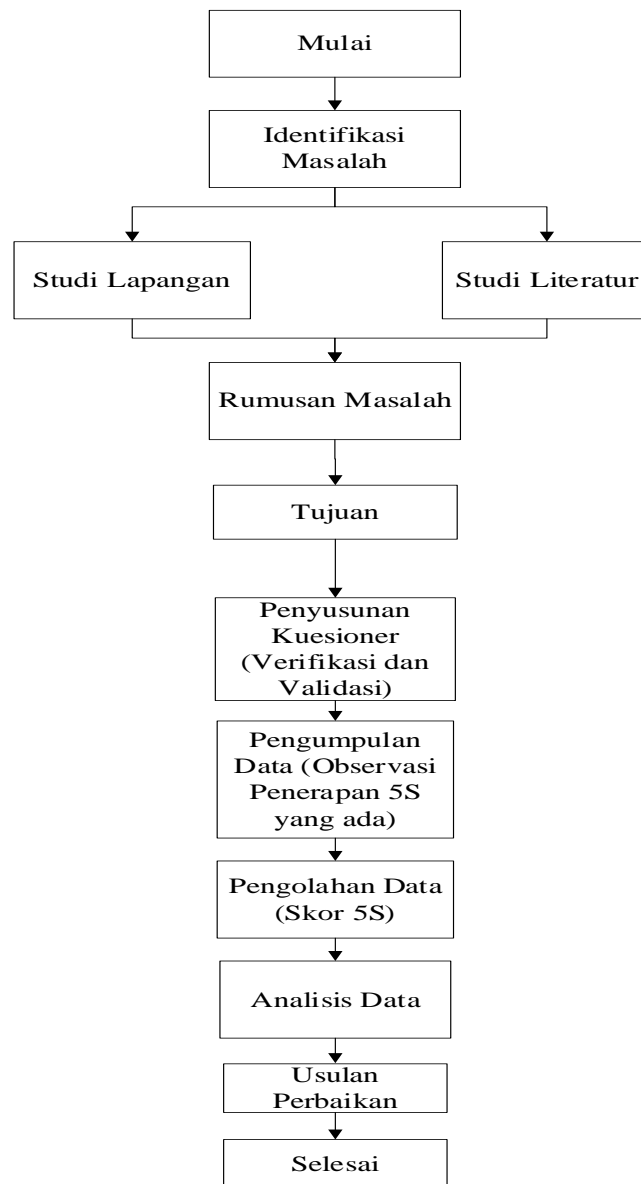 Mulai
Identifikasi
Masalah
Studi Lapangan
Studi Literatur
Rumusan Masalah
Tujuan
Penyusunan
Kuesioner
(Verifikasi dan
Validasi)
Pengumpulan
Data (Observasi
Penerapan 5S
yang ada)
Pengolahan Data
(Skor 5S)
Analisis Data
Usulan
Perbaikan
Selesai